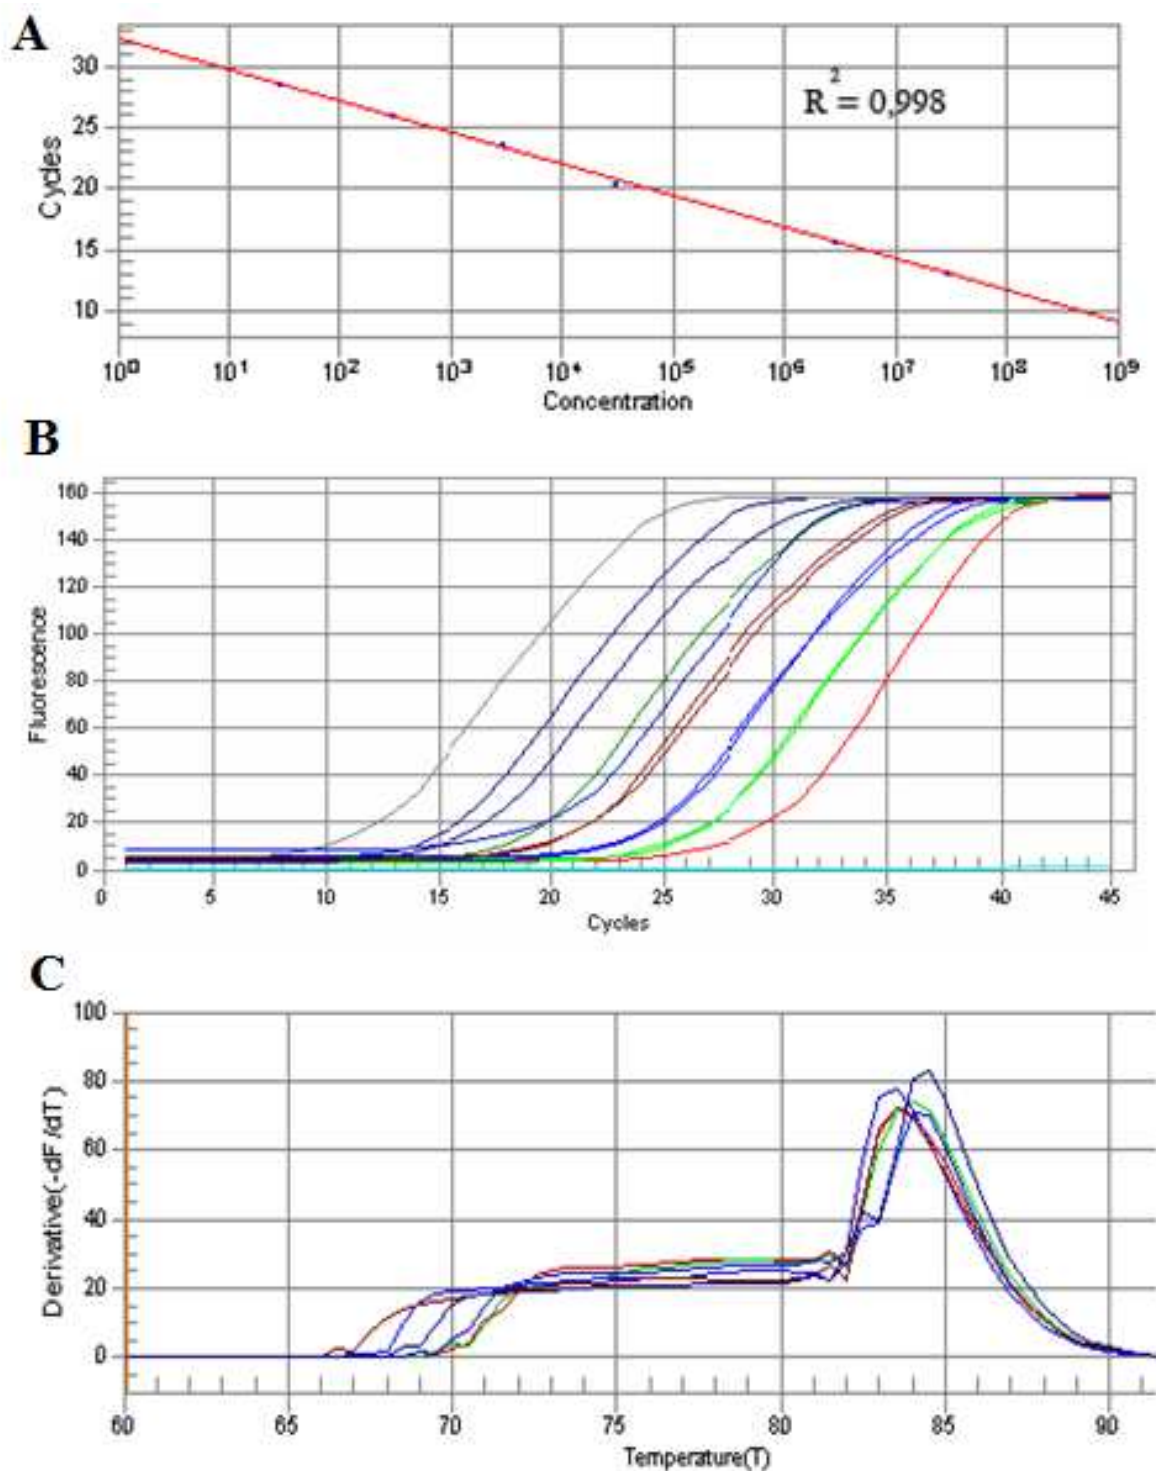 A
30
25
20
15
10
Cycles
R² = 0,998
10⁰ 10¹ 10² 10³ 10⁴ 10⁵ 10⁶ 10⁷ 10⁸ 10⁹
Concentration
B
160
140
120
100
80
60
40
20
0
Fluorescence
0 5 10 15 20 25 30 35 40 45
Cycles
C
100
80
60
40
20
0
Derivative(-dF/dT)
60 65 70 75 80 85 90
Temperature(T)